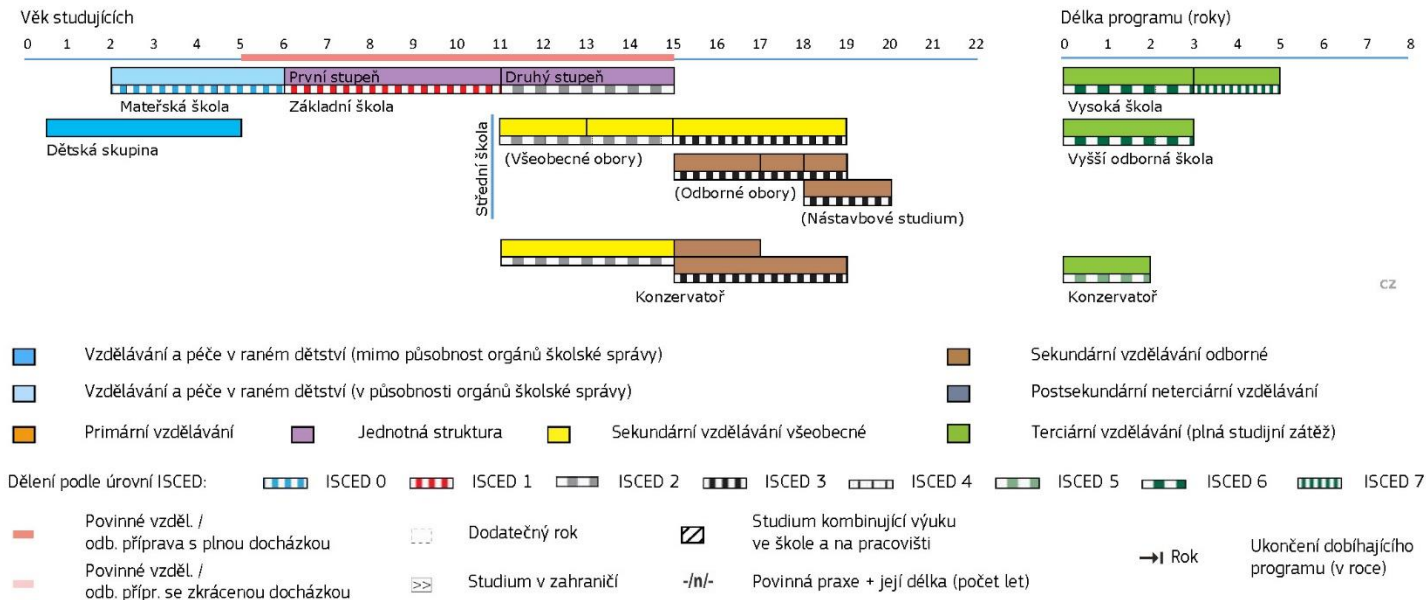 Věk studujících
Délka programu (roky)
0 1 2 3 4 5 6 7 8 9 10 11 12 13 14 15 17 19 20 22
0 1 2 3 4 5 6 7 8
První stupeň
Druhý stupeň
Mateřská škola
Základní škola
Vysoká škola
Dětská skupina
Střední škola
(Všeobecné obory)
Vyšší odborná škola
(Odborné obory)
(Nástavbové studium)
Konzervatoř
Konzervatoř
CZ
Vzdělávání a péče v raném dětství (mimo působnost orgánů školské správy)
Sekundární vzdělávání odborné
Vzdělávání a péče v raném dětství (v působnosti orgánů školské správy)
Postsekundární neterciární vzdělávání
Primární vzdělávání
Jednotná struktura
Sekundární vzdělávání všeobecné
Terciární vzdělávání (plná studijní zátěž)
Dělení podle úrovní ISCED:
ISCED 0
ISCED 1
ISCED 2
ISCED 3
ISCED 4
ISCED 5
ISCED 6
ISCED 7
Povinné vzděl. /
odb. příprava s plnou docházkou
Dodatečný rok
Studium kombinující výuku
ve škole a na pracovišti
Rok
Ukončení dobíhajícího
programu (v roce)
Povinné vzděl. /
odb. přípr. se zkrácenou docházkou
>> Studium v zahraničí
-/n/- Povinná praxe + její délka (počet let)